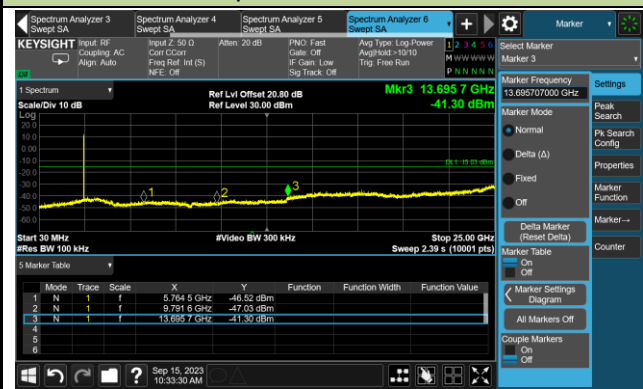 Spectrum Analyzer 3
Swept SA
Spectrum Analyzer 4
Swept SA
Spectrum Analyzer 5
Swept SA
Spectrum Analyzer 6
Swept SA
+
Marker
KEYSIGHT
Input: RF
Coupling: AC
Align: Auto
Input Z: 50 Ω
Corr CCorr
Freq Ref: Int (S)
NFE: Off
Atten: 20 dB
PNO: Fast
Gate: Off
IF Gain: Low
Sig Track: Off
Avg Type: Log-Power
Avg|Hold:>10/10
Trig: Free Run
1 2 3 4 5 6
M W W W W W
P N N N N N
Select Marker
Marker 3
1 Spectrum
Scale/Div 10 dB
Ref Lvl Offset 20.80 dB
Ref Level 30.00 dBm
Mkr3 13.695 7 GHz
-41.30 dBm
Log
20.0
10.0
0.00
-10.0
-20.0
-30.0
-40.0
-50.0
-60.0
DL1 -15.03 dBm
1
2
3
Start 30 MHz
#Res BW 100 kHz
#Video BW 300 kHz
Stop 25.00 GHz
Sweep 2.39 s (10001 pts)
5 Marker Table
Mode Trace Scale X Y Function Function Width Function Value
1 N 1 f 5.764 5 GHz -46.52 dBm
2 N 1 f 9.791 6 GHz -47.03 dBm
3 N 1 f 13.695 7 GHz -41.30 dBm
4
5
6
Marker Frequency
13.695707000 GHz
Marker Mode
Normal
Delta (Δ)
Fixed
Off
Delta Marker
(Reset Delta)
Marker Table
On
Off
Marker Settings
Diagram
All Markers Off
Couple Markers
On
Off
Settings
Peak
Search
Pk Search
Config
Properties
Marker
Function
Marker→
Counter
?
Sep 15, 2023
10:33:30 AM